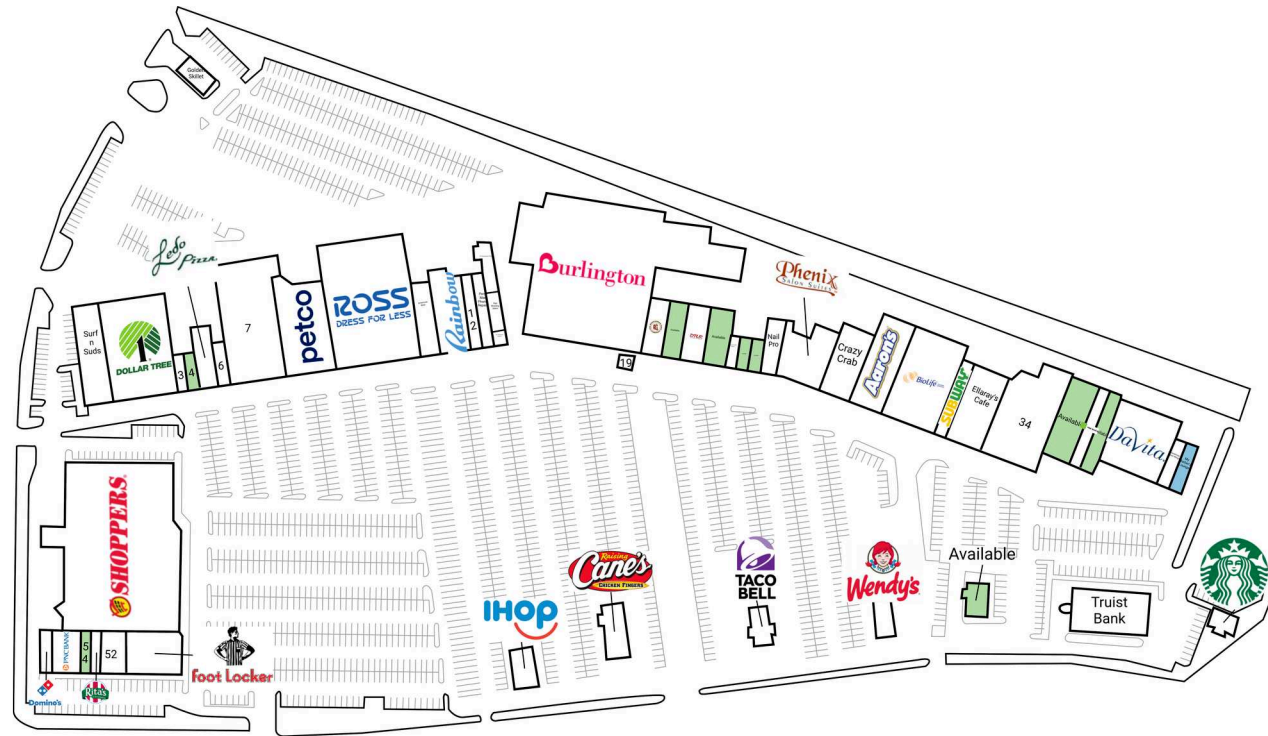 Golden
Skillet
Ledo
Pizza
Surf
n
Suds
DOLLAR TREE
3
4
6
7
petco
ROSS
DRESS FOR LESS
Rainbow
1
2
Burlington
19
Nail
Pro
Phenix
SALON SUITES
Crazy
Crab
Aaron's
BioLife
SUBWAY
Ellaray's
Cafe
34
Available
DaVita
SHOPPERS
PNC BANK
5
4
52
Domino's
Rita's
Foot Locker
IHOP
Raising
Cane's
CHICKEN FINGERS
TACO
BELL
Wendy's
Available
Truist
Bank